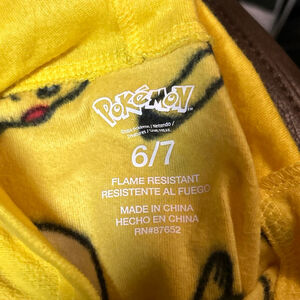 POKéMON
6/7
FLAME RESISTANT
RESISTENTE AL FUEGO
MADE IN CHINA
HECHO EN CHINA
RN#87652